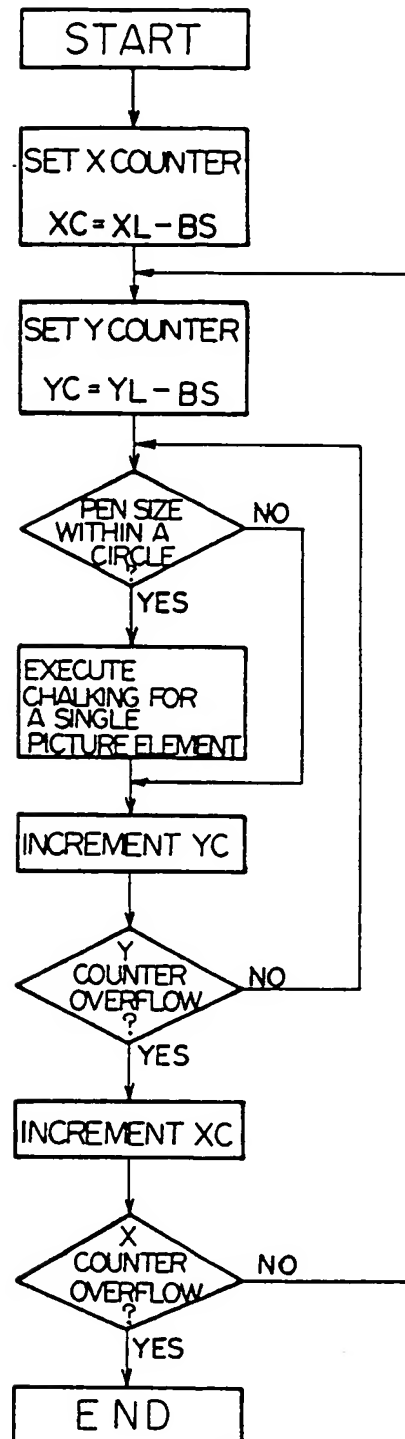 START
SET X COUNTER
XC = XL - BS
SET Y COUNTER
YC = YL - BS
PEN SIZE
WITHIN A
CIRCLE
?
NO
YES
EXECUTE
CHALKING FOR
A SINGLE
PICTURE ELEMENT
INCREMENT YC
Y
COUNTER
OVERFLOW
?
NO
YES
INCREMENT XC
X
COUNTER
OVERFLOW
?
NO
YES
END